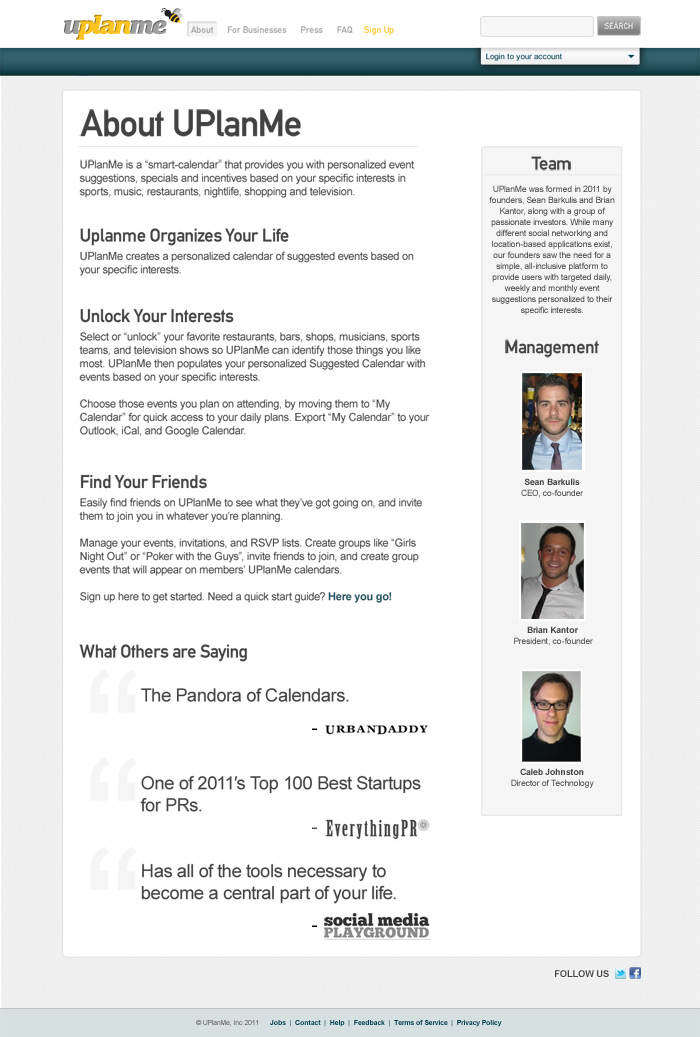 uplanme
About For Businesses Press FAQ Sign Up
SEARCH
Login to your account
About UPlanMe
UPlanMe is a “smart-calendar” that provides you with personalized event
suggestions, specials and incentives based on your specific interests in
sports, music, restaurants, nightlife, shopping and television.
Uplanme Organizes Your Life
UPlanMe creates a personalized calendar of suggested events based on
your specific interests.
Unlock Your Interests
Select or “unlock” your favorite restaurants, bars, shops, musicians, sports
teams, and television shows so UPlanMe can identify those things you like
most. UPlanMe then populates your personalized Suggested Calendar with
events based on your specific interests.
Choose those events you plan on attending, by moving them to “My
Calendar” for quick access to your daily plans. Export “My Calendar” to your
Outlook, iCal, and Google Calendar.
Find Your Friends
Easily find friends on UPlanMe to see what they’ve got going on, and invite
them to join you in whatever you’re planning.
Manage your events, invitations, and RSVP lists. Create groups like “Girls
Night Out” or “Poker with the Guys”, invite friends to join, and create group
events that will appear on members’ UPlanMe calendars.
Sign up here to get started. Need a quick start guide? Here you go!
What Others are Saying
“ The Pandora of Calendars.
– URBANDADDY
“ One of 2011's Top 100 Best Startups
for PRs.
– EverythingPR
“ Has all of the tools necessary to
become a central part of your life.
– social media
PLAYGROUND
Team
UPlanMe was formed in 2011 by
founders, Sean Barkulis and Brian
Kantor, along with a group of
passionate investors. While many
different social networking and
location-based applications exist,
our founders saw the need for a
simple, all-inclusive platform to
provide users with targeted daily,
weekly and monthly event
suggestions personalized to their
specific interests.
Management
Sean Barkulis
CEO, co-founder
Brian Kantor
President, co-founder
Caleb Johnston
Director of Technology
FOLLOW US
© UPlanMe, Inc 2011 Jobs | Contact | Help | Feedback | Terms of Service | Privacy Policy